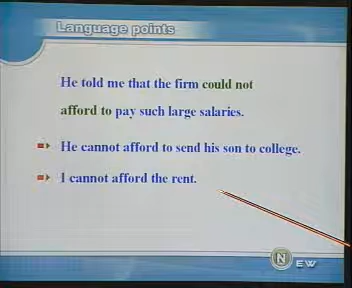 Language points
He told me that the firm could not
afford to pay such large salaries.
He cannot afford to send his son to college.
I cannot afford the rent.
N EW